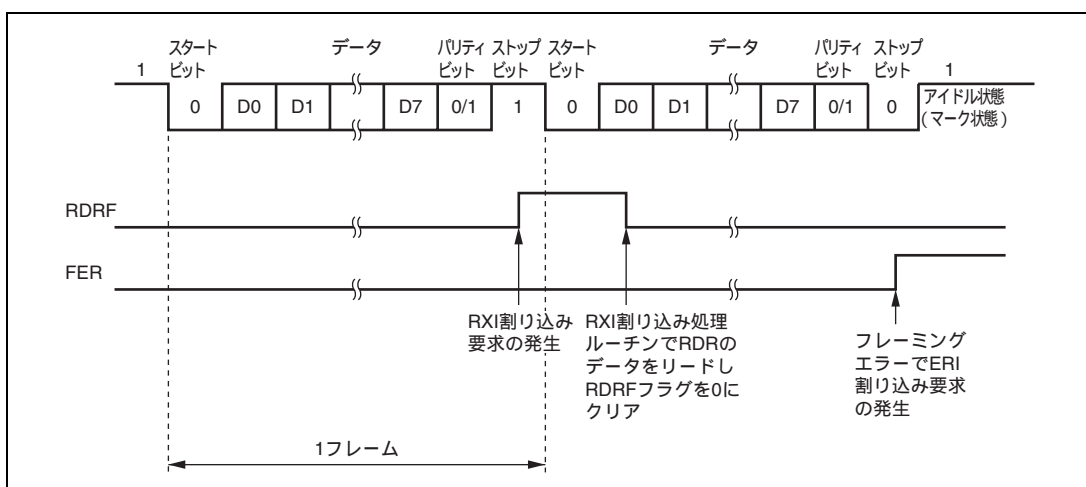 スタート
ビット
データ
パリティ
ビット
ストップ
ビット
スタート
ビット
データ
パリティ
ビット
ストップ
ビット
1
0
D0
D1
D7
0/1
1
0
D0
D1
D7
0/1
0
1
アイドル状態
(マーク状態)
RDRF
FER
RXI割り込み
要求の発生
RXI割り込み処理
ルーチンでRDRの
データをリードし
RDRFフラグを0に
クリア
フレーミング
エラーでERI
割り込み要求
の発生
1フレーム